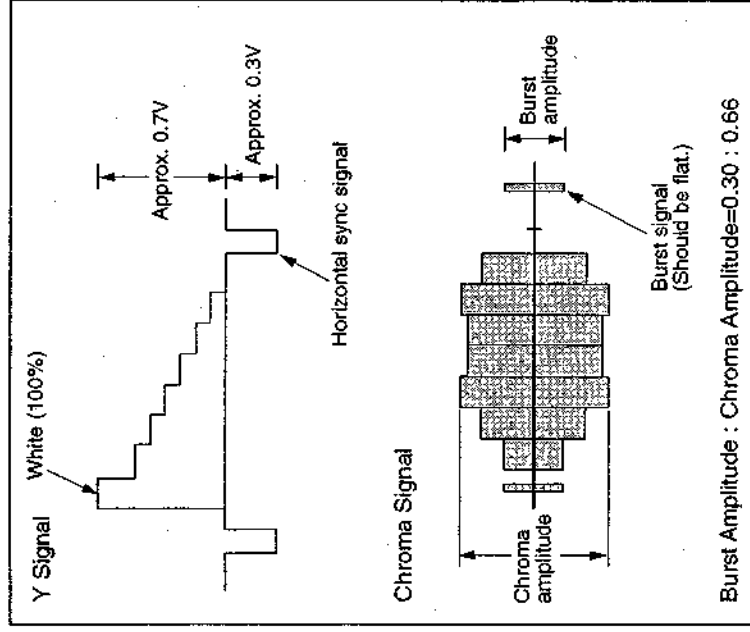 Y Signal
White (100%)
Approx. 0.7V
Approx. 0.3V
Horizontal sync signal
Chroma Signal
Chroma
amplitude
Burst
amplitude
Burst signal
(Should be flat.)
Burst Amplitude : Chroma Amplitude=0.30 : 0.66